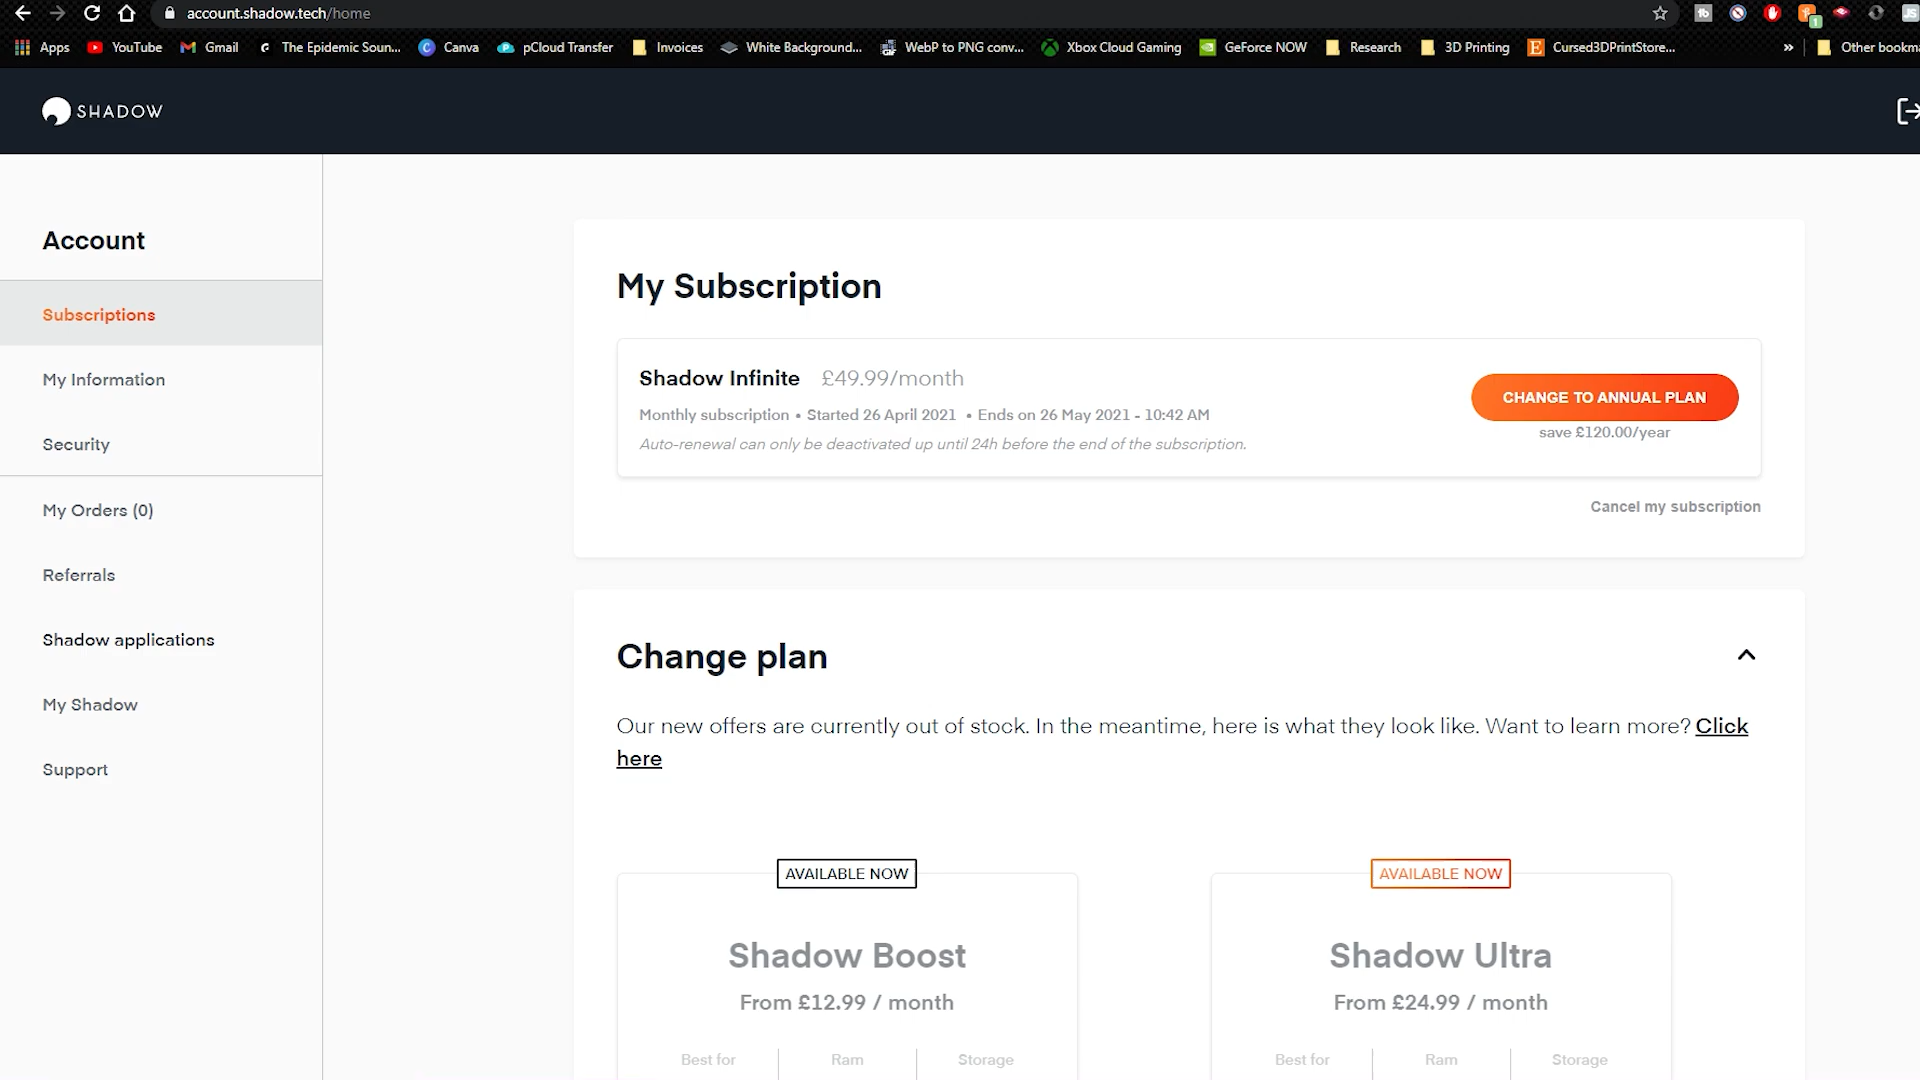 account.shadow.tech/home
Apps YouTube Gmail The Epidemic Soun... Canva pCloud Transfer Invoices White Background... WebP to PNG conv... Xbox Cloud Gaming GeForce NOW Research 3D Printing Cursed3DPrintStore... » Other bookma
SHADOW
Account
Subscriptions
My Information
Security
My Orders (0)
Referrals
Shadow applications
My Shadow
Support
My Subscription
Shadow Infinite £49.99/month
Monthly subscription • Started 26 April 2021 • Ends on 26 May 2021 - 10:42 AM
Auto-renewal can only be deactivated up until 24h before the end of the subscription.
CHANGE TO ANNUAL PLAN
save £120.00/year
Cancel my subscription
Change plan
Our new offers are currently out of stock. In the meantime, here is what they look like. Want to learn more? Click
here
AVAILABLE NOW
Shadow Boost
From £12.99 / month
Best for Ram Storage
AVAILABLE NOW
Shadow Ultra
From £24.99 / month
Best for Ram Storage